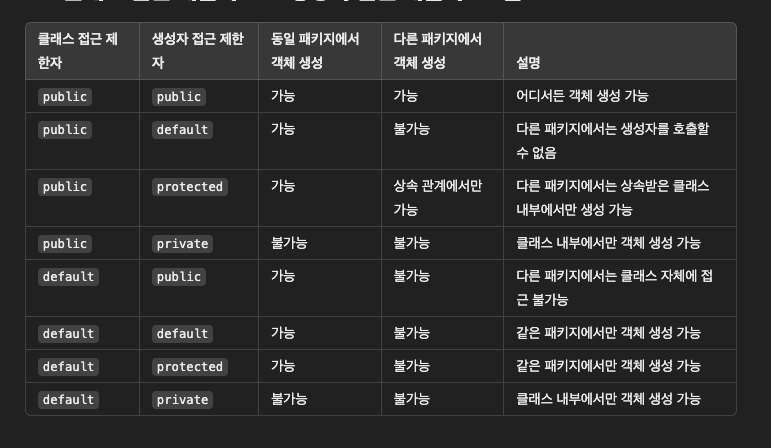 클래스 접근 제한자 생성자 접근 제한자 동일 패키지에서 객체 생성 다른 패키지에서 객체 생성 설명
public public 가능 가능 어디서든 객체 생성 가능
public default 가능 불가능 다른 패키지에서는 생성자를 호출할 수 없음
public protected 가능 상속 관계에서만 가능 다른 패키지에서는 상속받은 클래스 내부에서만 생성 가능
public private 불가능 불가능 클래스 내부에서만 객체 생성 가능
default public 가능 불가능 다른 패키지에서는 클래스 자체에 접근 불가능
default default 가능 불가능 같은 패키지에서만 객체 생성 가능
default protected 가능 불가능 같은 패키지에서만 객체 생성 가능
default private 불가능 불가능 클래스 내부에서만 객체 생성 가능